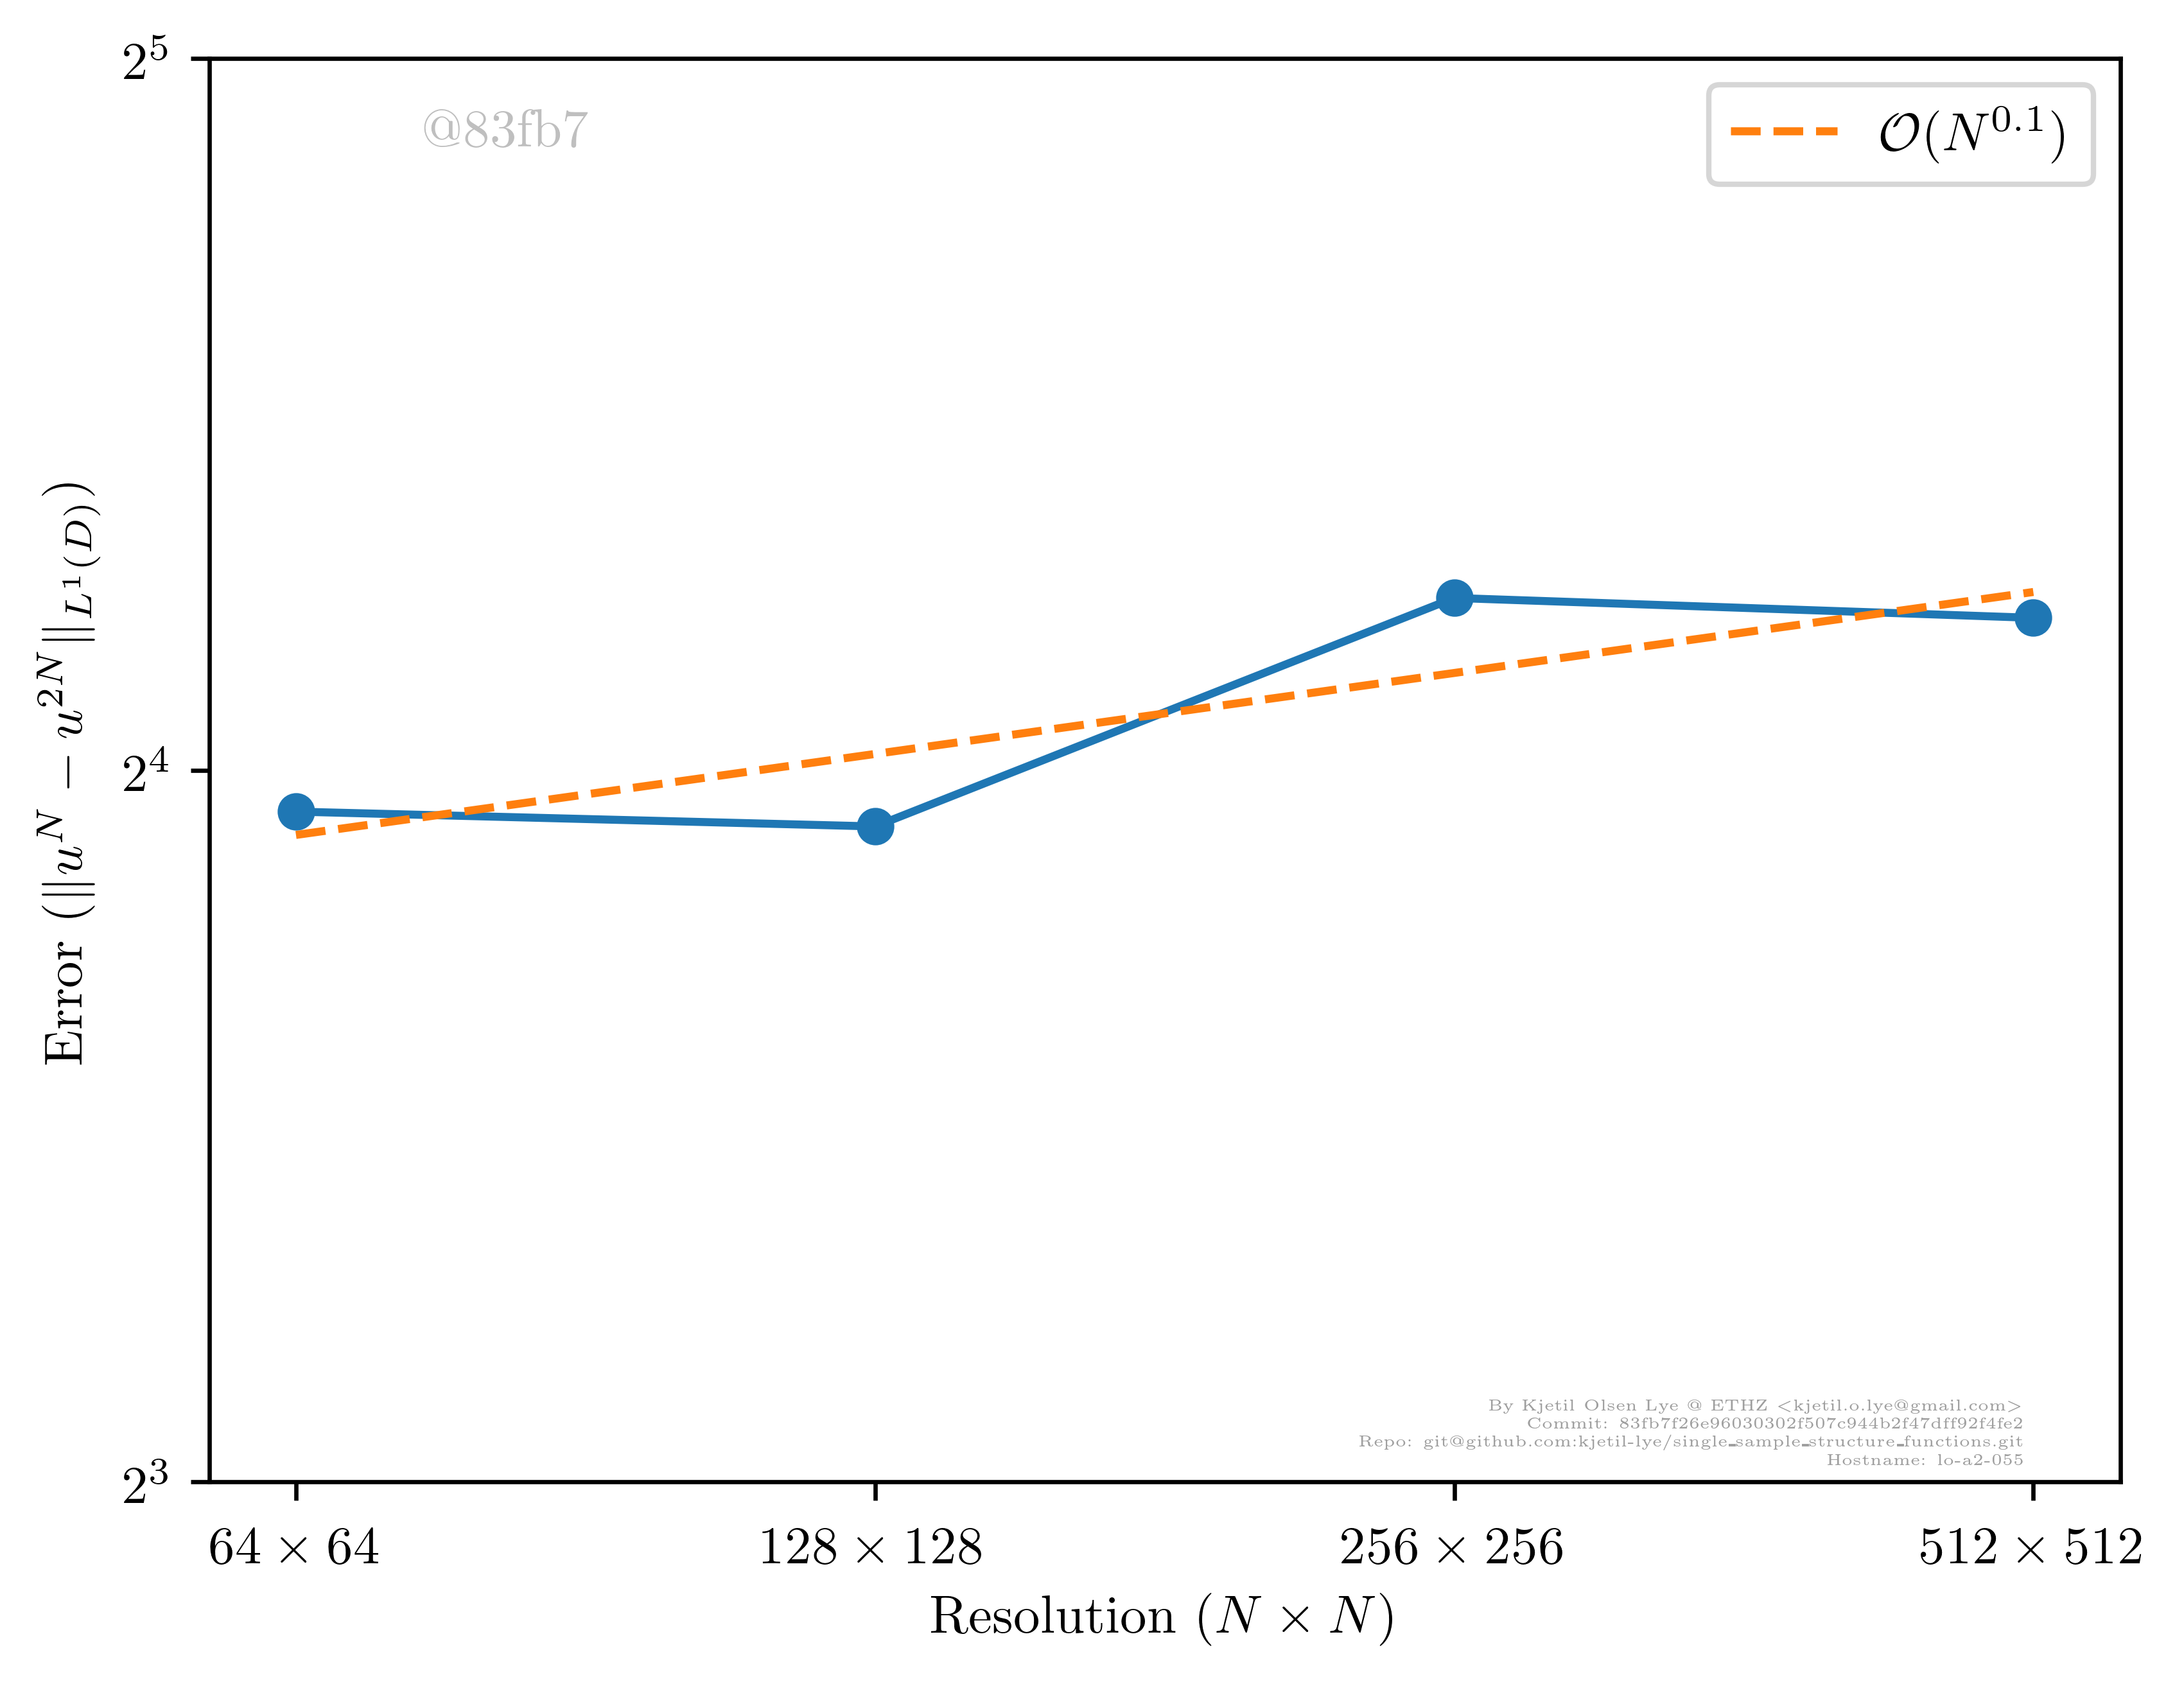 2^5
@83fb7
O(N^{0.1})
Error (||u^N − u^{2N}||_{L^1(D)})
2^4
By Kjetil Olsen Lye @ ETHZ <kjetil.o.lye@gmail.com>
Commit: 83fb7f26e96030302f507c944b2f47dff92f4fe2
Repo: git@github.com:kjetil-lye/single_sample_structure_functions.git
Hostname: lo-a2-055
2^3
64 × 64
128 × 128
256 × 256
512 × 512
Resolution (N × N)